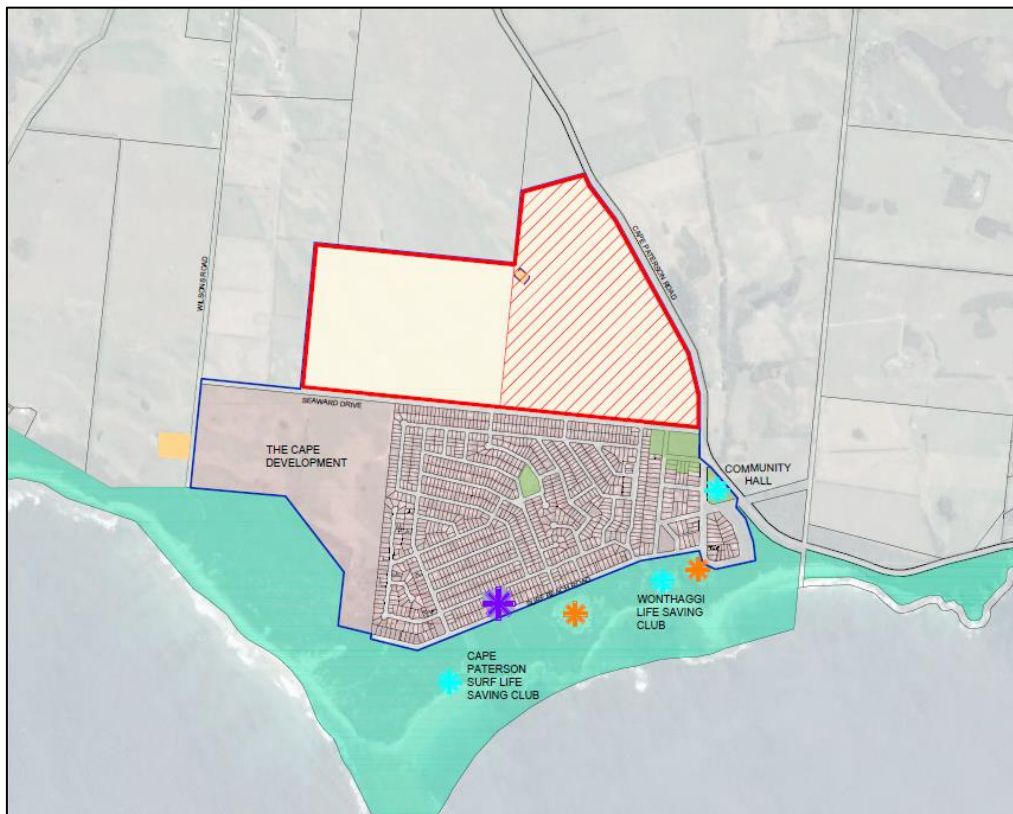 CAPE PATERSON ROAD
WILSONS ROAD
SEAWARD DRIVE
THE CAPE
DEVELOPMENT
COMMUNITY
HALL
WONTHAGGI
LIFE SAVING
CLUB
CAPE
PATERSON
SURF LIFE
SAVING CLUB